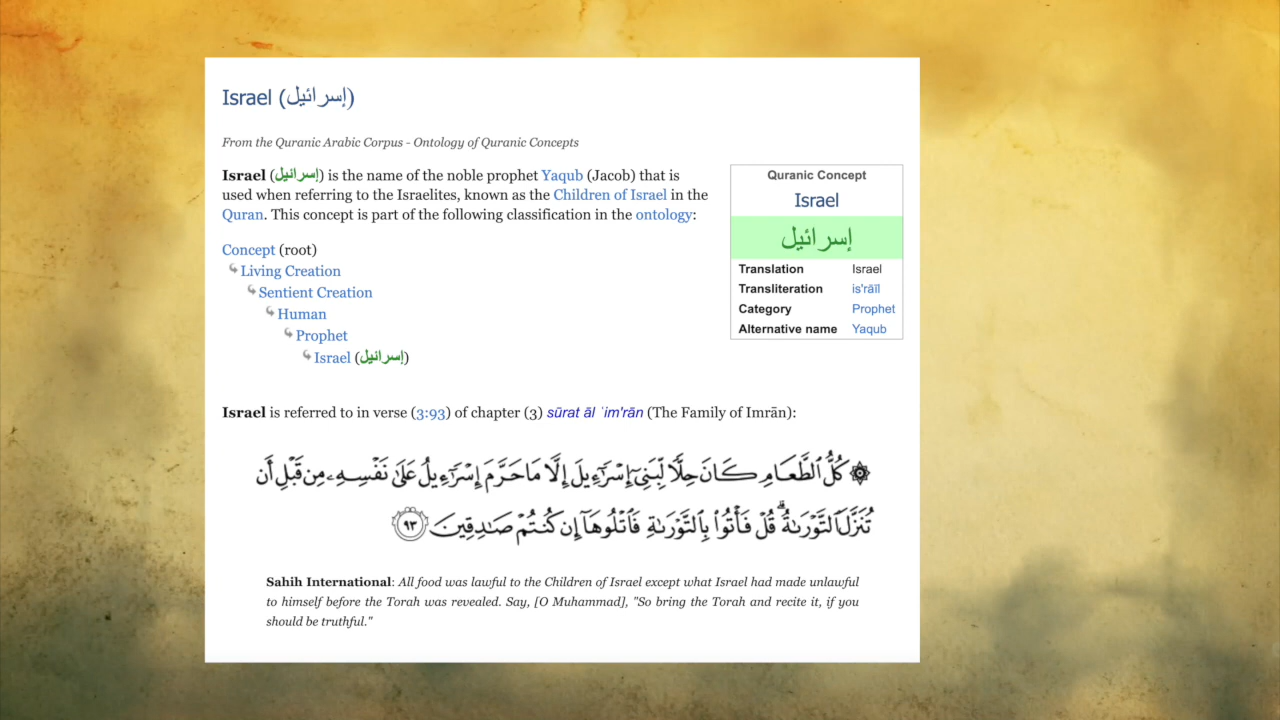 Israel (إسرائيل)
From the Quranic Arabic Corpus - Ontology of Quranic Concepts
Israel (إسرائيل) is the name of the noble prophet Yaqub (Jacob) that is
used when referring to the Israelites, known as the Children of Israel in the
Quran. This concept is part of the following classification in the ontology:
Concept (root)
Living Creation
Sentient Creation
Human
Prophet
Israel (إسرائيل)
Quranic Concept
Israel
إسرائيل
Translation Israel
Transliteration is'rāīl
Category Prophet
Alternative name Yaqub
Israel is referred to in verse (3:93) of chapter (3) sūrat āl ʿim'rān (The Family of Imrān):
۞ كُلُّ ٱلطَّعَامِ كَانَ حِلًّا لِّبَنِىٓ إِسْرَٰٓءِيلَ إِلَّا مَا حَرَّمَ إِسْرَٰٓءِيلُ عَلَىٰ نَفْسِهِۦ مِن قَبْلِ أَن
تُنَزَّلَ ٱلتَّوْرَىٰةُ ۗ قُلْ فَأْتُوا۟ بِٱلتَّوْرَىٰةِ فَٱتْلُوهَآ إِن كُنتُمْ صَـٰدِقِينَ ٩٣
Sahih International: All food was lawful to the Children of Israel except what Israel had made unlawful
to himself before the Torah was revealed. Say, [O Muhammad], "So bring the Torah and recite it, if you
should be truthful."